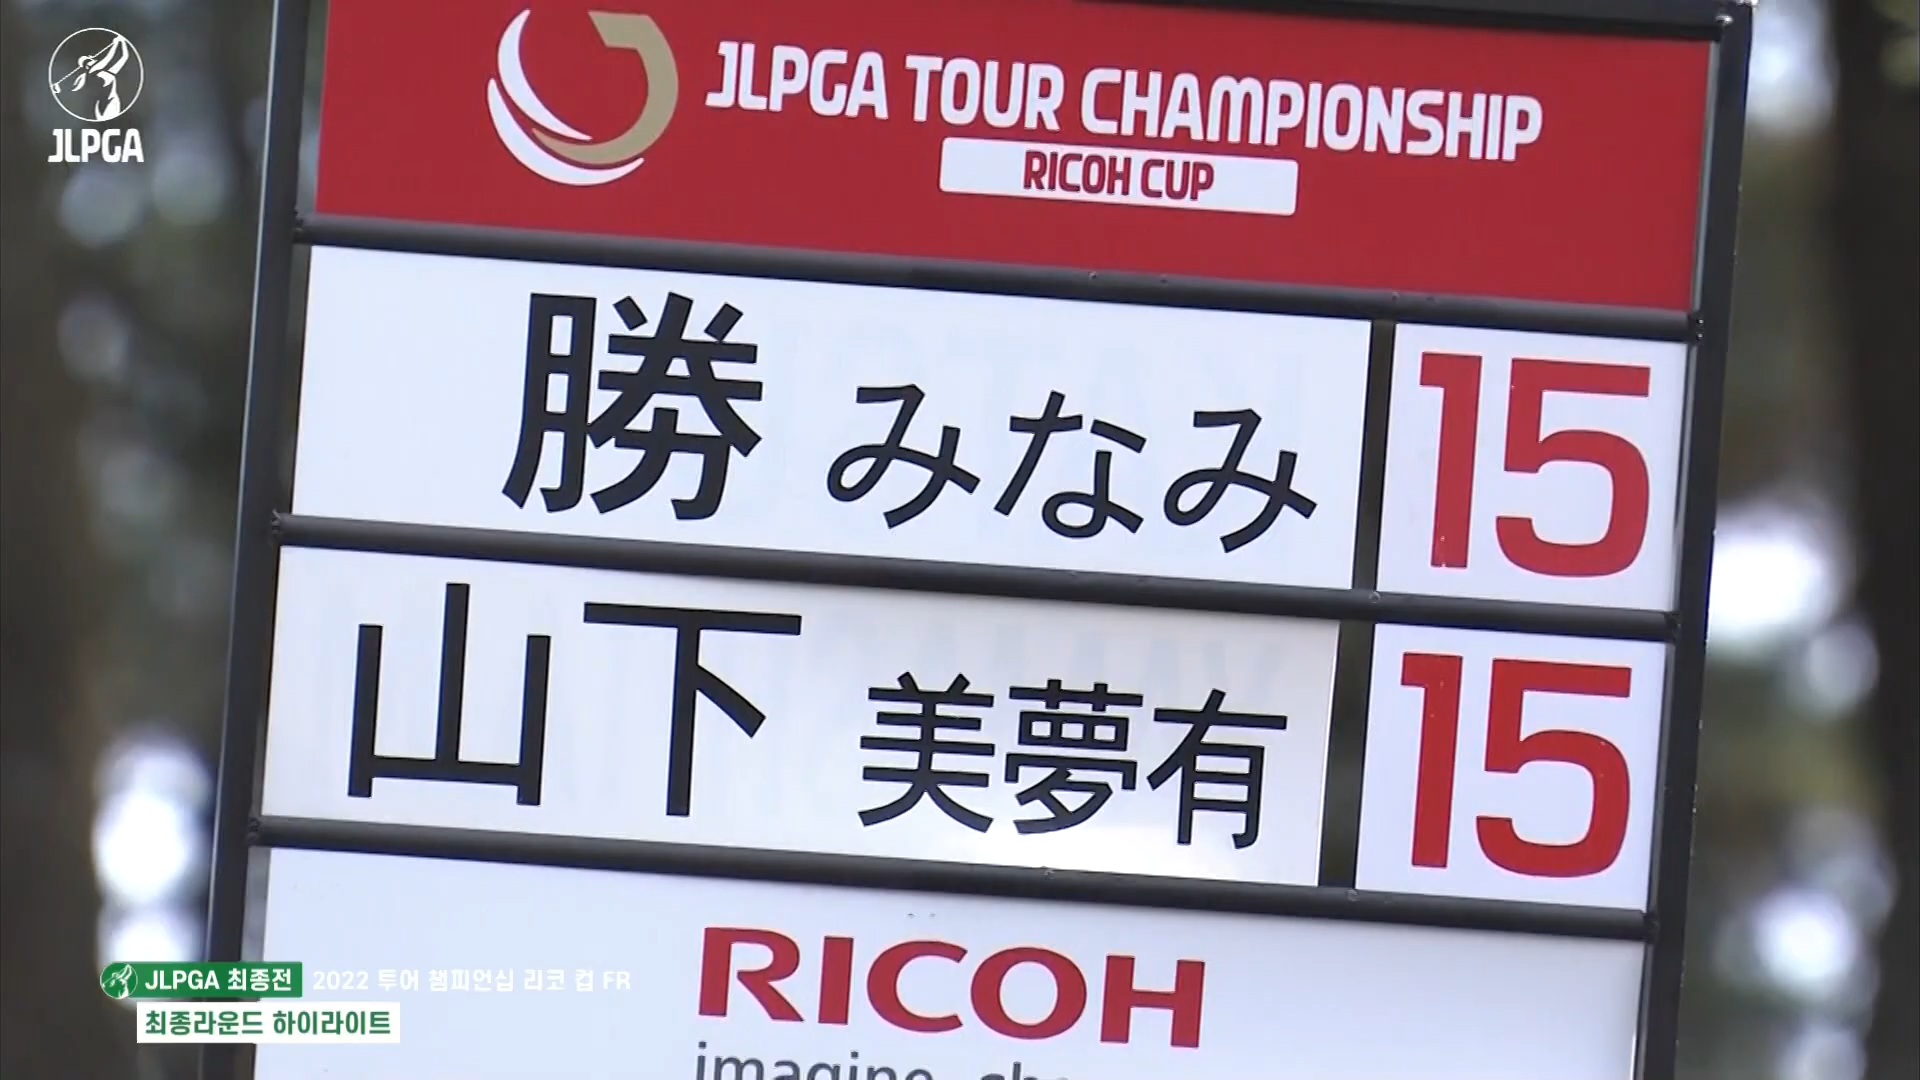 JLPGA
JLPGA TOUR CHAMPIONSHIP
RICOH CUP
勝 みなみ 15
山下 美夢有 15
RICOH
imagine.
JLPGA 최종전 2022 투어 챔피언십 리코 컵 FR
최종라운드 하이라이트